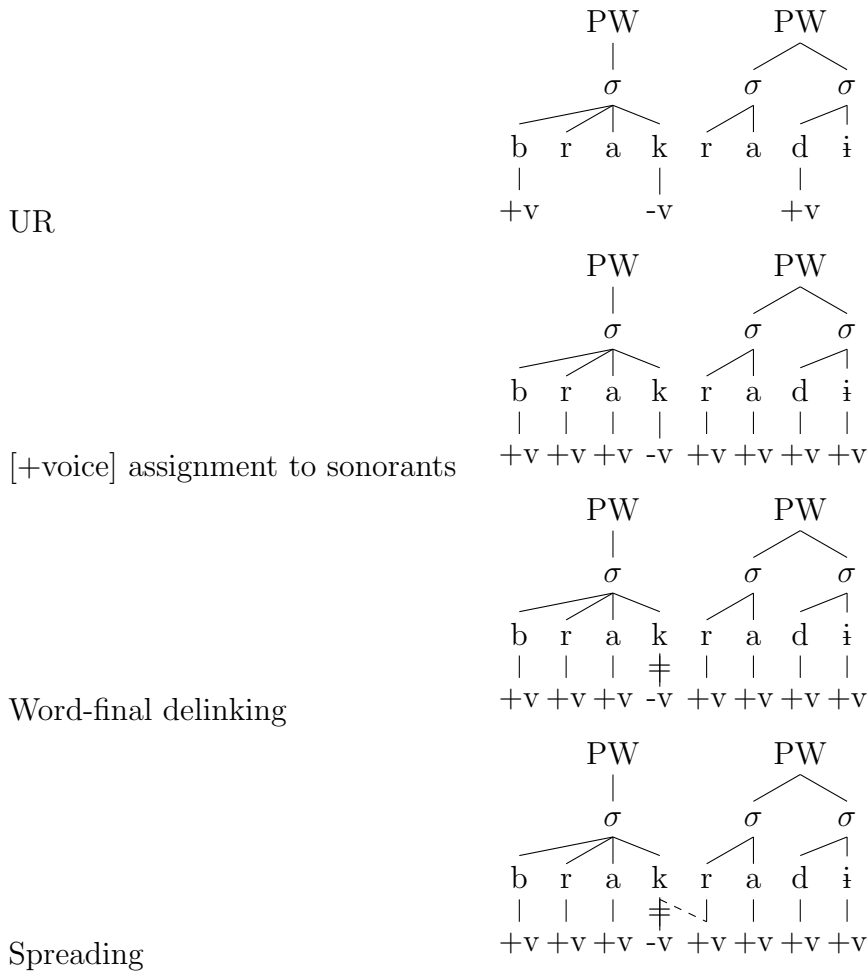 PW PW
σ σ σ
b r a k r a d ɨ
UR +v -v +v
PW PW
σ σ σ
b r a k r a d ɨ
[+voice] assignment to sonorants +v +v +v -v +v +v +v +v
PW PW
σ σ σ
b r a k r a d ɨ
Word-final delinking +v +v +v -v +v +v +v +v
PW PW
σ σ σ
b r a k r a d ɨ
Spreading +v +v +v -v +v +v +v +v